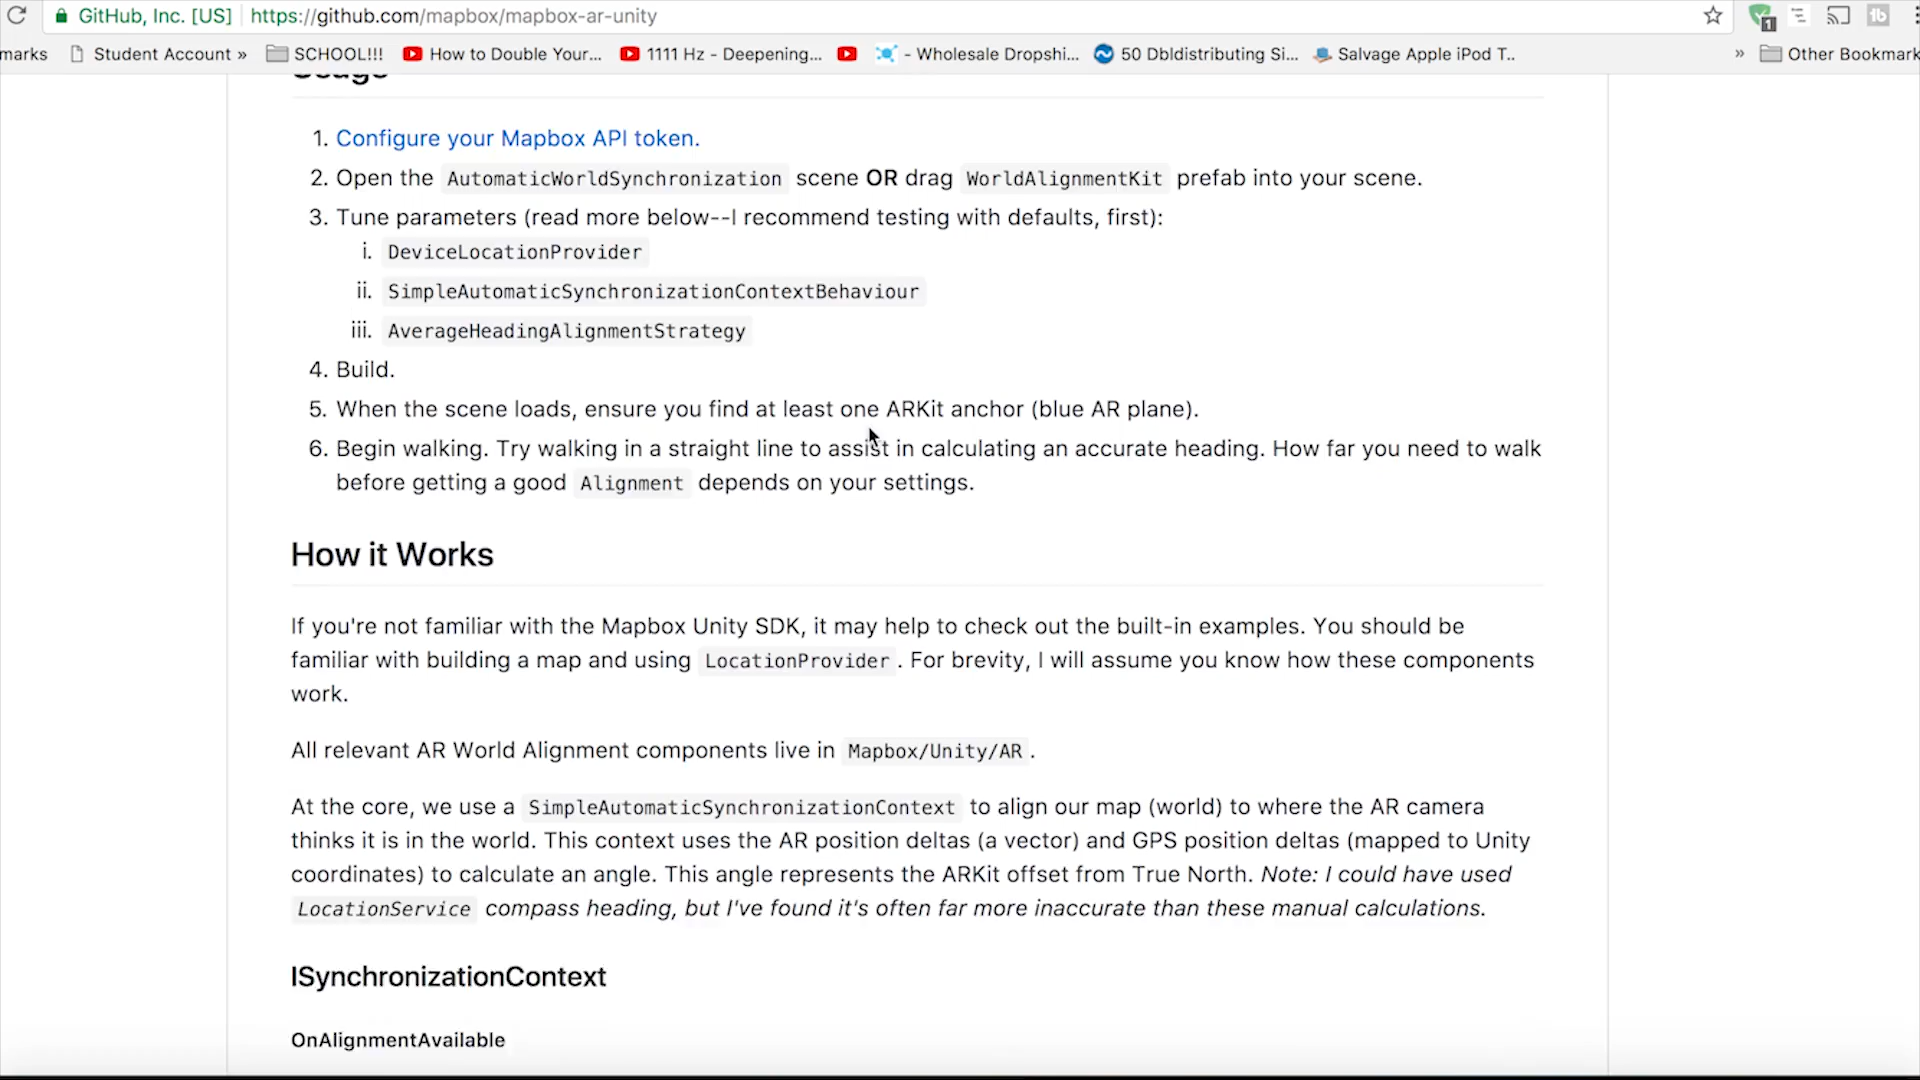 GitHub, Inc. [US] https://github.com/mapbox/mapbox-ar-unity
marks Student Account » SCHOOL!!! How to Double Your... 1111 Hz - Deepening... - Wholesale Dropshi... 50 Dbldistributing Si... Salvage Apple iPod T.. » Other Bookmark
Usage
1. Configure your Mapbox API token.
2. Open the AutomaticWorldSynchronization scene OR drag WorldAlignmentKit prefab into your scene.
3. Tune parameters (read more below--I recommend testing with defaults, first):
i. DeviceLocationProvider
ii. SimpleAutomaticSynchronizationContextBehaviour
iii. AverageHeadingAlignmentStrategy
4. Build.
5. When the scene loads, ensure you find at least one ARKit anchor (blue AR plane).
6. Begin walking. Try walking in a straight line to assist in calculating an accurate heading. How far you need to walk
before getting a good Alignment depends on your settings.
How it Works
If you're not familiar with the Mapbox Unity SDK, it may help to check out the built-in examples. You should be
familiar with building a map and using LocationProvider . For brevity, I will assume you know how these components
work.
All relevant AR World Alignment components live in Mapbox/Unity/AR .
At the core, we use a SimpleAutomaticSynchronizationContext to align our map (world) to where the AR camera
thinks it is in the world. This context uses the AR position deltas (a vector) and GPS position deltas (mapped to Unity
coordinates) to calculate an angle. This angle represents the ARKit offset from True North. Note: I could have used
LocationService compass heading, but I've found it's often far more inaccurate than these manual calculations.
ISynchronizationContext
OnAlignmentAvailable